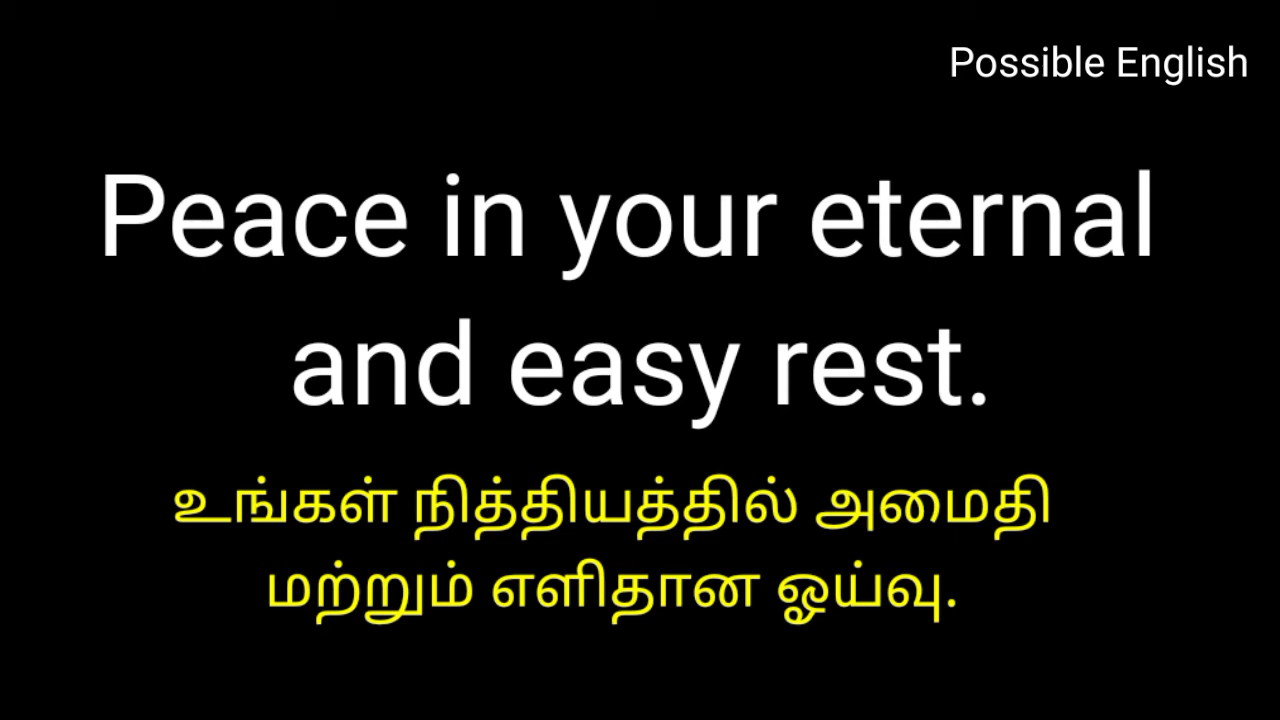 Possible English
Peace in your eternal
and easy rest.
உங்கள் நித்தியத்தில் அமைதி
மற்றும் எளிதான ஓய்வு.